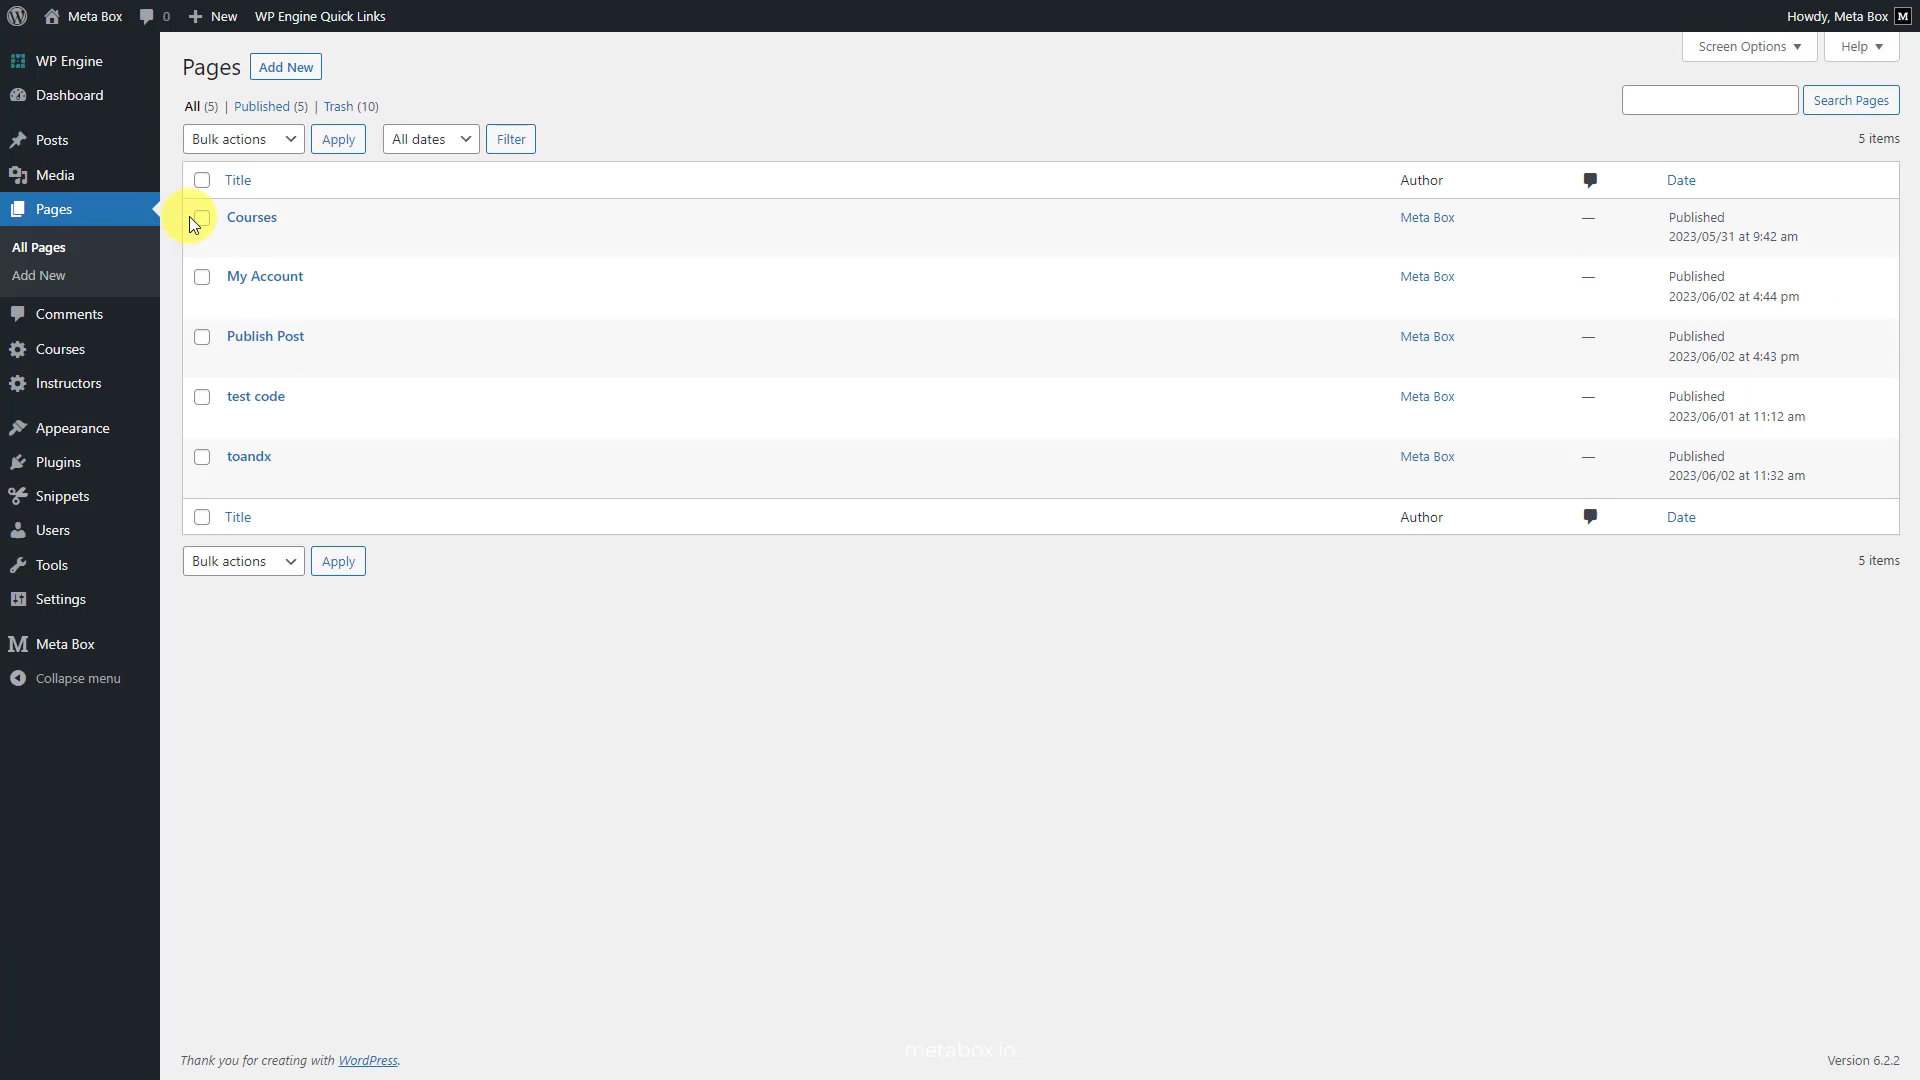 Meta Box 0 New WP Engine Quick Links Howdy, Meta Box M
WP Engine
Dashboard
Posts
Media
Pages
All Pages
Add New
Comments
Courses
Instructors
Appearance
Plugins
Snippets
Users
Tools
Settings
Meta Box
Collapse menu
Screen Options Help
Pages Add New
All (5) | Published (5) | Trash (10)
Search Pages
Bulk actions Apply All dates Filter 5 items
Title Author Date
Courses Meta Box — Published
2023/05/31 at 9:42 am
My Account Meta Box — Published
2023/06/02 at 4:44 pm
Publish Post Meta Box — Published
2023/06/02 at 4:43 pm
test code Meta Box — Published
2023/06/01 at 11:12 am
toandx Meta Box — Published
2023/06/02 at 11:32 am
Title Author Date
Bulk actions Apply 5 items
metabox.io
Thank you for creating with WordPress. Version 6.2.2